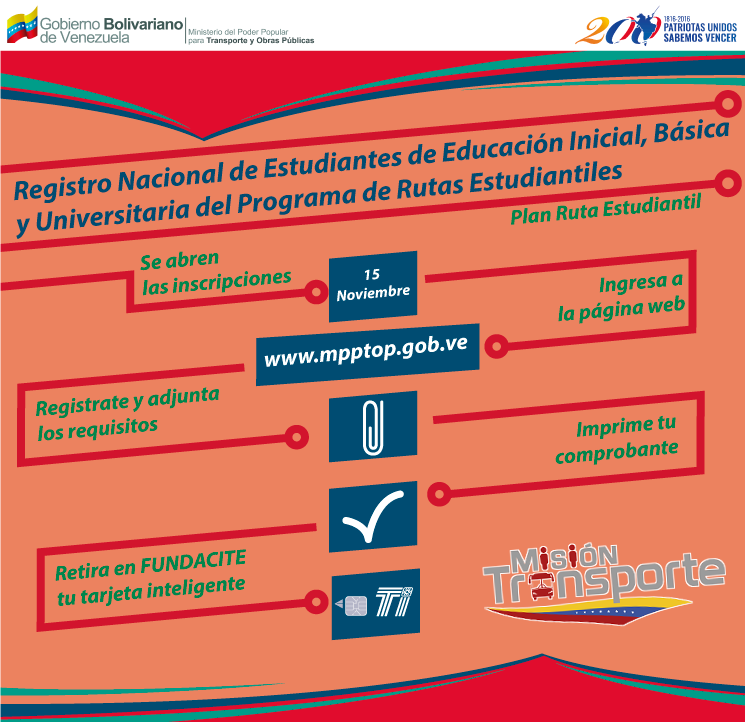 Gobierno Bolivariano
de Venezuela
Ministerio del Poder Popular
para Transporte y Obras Públicas
200
1816-2016
PATRIOTAS UNIDOS
SABEMOS VENCER
Registro Nacional de Estudiantes de Educación Inicial, Básica
y Universitaria del Programa de Rutas Estudiantiles
Plan Ruta Estudiantil
Se abren
las inscripciones
15
Noviembre
Ingresa a
la página web
www.mpptop.gob.ve
Registrate y adjunta
los requisitos
Imprime tu
comprobante
Retira en FUNDACITE
tu tarjeta inteligente
TI
MISIÓN
Transporte